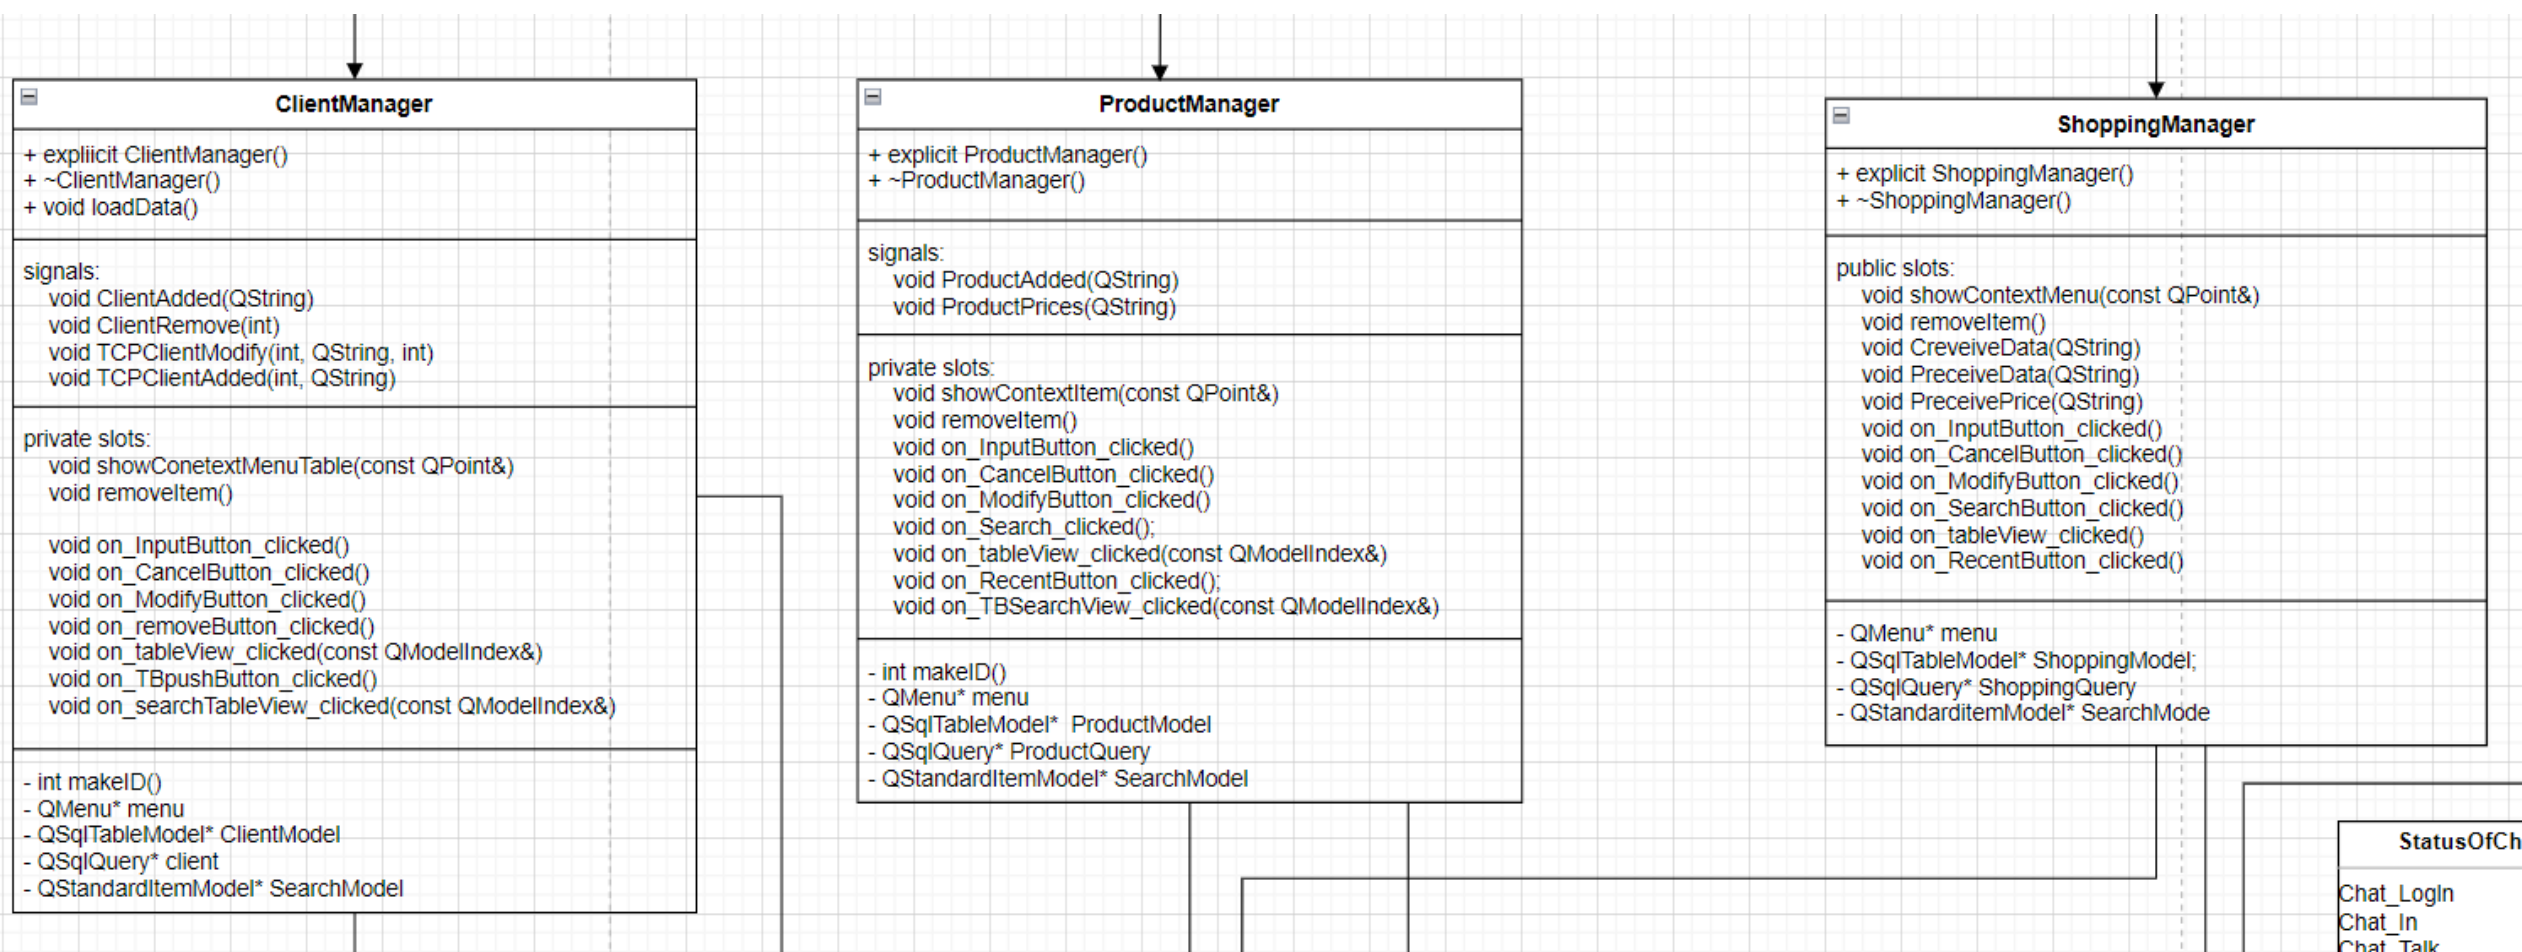 ClientManager
+ expliicit ClientManager()
+ ~ClientManager()
+ void loadData()
signals:
void ClientAdded(QString)
void ClientRemove(int)
void TCPClientModify(int, QString, int)
void TCPClientAdded(int, QString)
private slots:
void showConetextMenuTable(const QPoint&)
void removeItem()
void on_InputButton_clicked()
void on_CancelButton_clicked()
void on_ModifyButton_clicked()
void on_removeButton_clicked()
void on_tableView_clicked(const QModelIndex&)
void on_TBpushButton_clicked()
void on_searchTableView_clicked(const QModelIndex&)
- int makeID()
- QMenu* menu
- QSqlTableModel* ClientModel
- QSqlQuery* client
- QStandardItemModel* SearchModel
ProductManager
+ explicit ProductManager()
+ ~ProductManager()
signals:
void ProductAdded(QString)
void ProductPrices(QString)
private slots:
void showContextItem(const QPoint&)
void removeItem()
void on_InputButton_clicked()
void on_CancelButton_clicked()
void on_ModifyButton_clicked()
void on_Search_clicked();
void on_tableView_clicked(const QModelIndex&)
void on_RecentButton_clicked();
void on_TBSearchView_clicked(const QModelIndex&)
- int makeID()
- QMenu* menu
- QSqlTableModel* ProductModel
- QSqlQuery* ProductQuery
- QStandardItemModel* SearchModel
ShoppingManager
+ explicit ShoppingManager()
+ ~ShoppingManager()
public slots:
void showContextMenu(const QPoint&)
void removeItem()
void CreveiveData(QString)
void PreceiveData(QString)
void PreceivePrice(QString)
void on_InputButton_clicked()
void on_CancelButton_clicked()
void on_ModifyButton_clicked()
void on_SearchButton_clicked()
void on_tableView_clicked()
void on_RecentButton_clicked()
- QMenu* menu
- QSqlTableModel* ShoppingModel;
- QSqlQuery* ShoppingQuery
- QStandarditemModel* SearchMode
StatusOfCh
Chat_LogIn
Chat_In
Chat_Talk